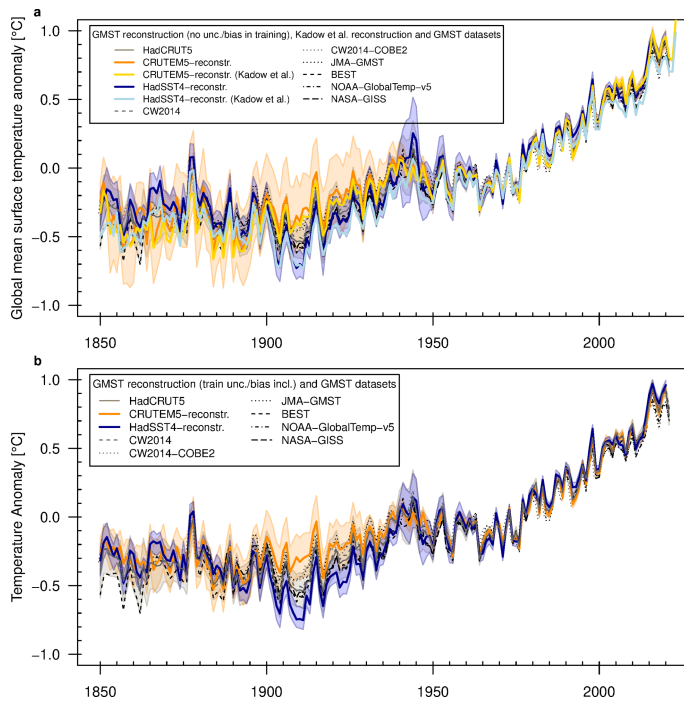 a
GMST reconstruction (no unc./bias in training), Kadow et al. reconstruction and GMST datasets
HadCRUT5
CRUTEM5−reconstr.
CRUTEM5−reconstr. (Kadow et al.)
HadSST4−reconstr.
HadSST4−reconstr. (Kadow et al.)
CW2014
CW2014−COBE2
JMA−GMST
BEST
NOAA−GlobalTemp−v5
NASA−GISS
Global mean surface temperature anomaly [°C]
1.0
0.5
0.0
−0.5
−1.0
1850
1900
1950
2000
b
GMST reconstruction (train unc./bias incl.) and GMST datasets
HadCRUT5
CRUTEM5−reconstr.
HadSST4−reconstr.
CW2014
CW2014−COBE2
JMA−GMST
BEST
NOAA−GlobalTemp−v5
NASA−GISS
Temperature Anomaly [°C]
1.0
0.5
0.0
−0.5
−1.0
1850
1900
1950
2000